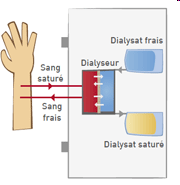 Dialysat frais
Dialyseur
Sang
saturé
Sang
frais
Dialysat saturé